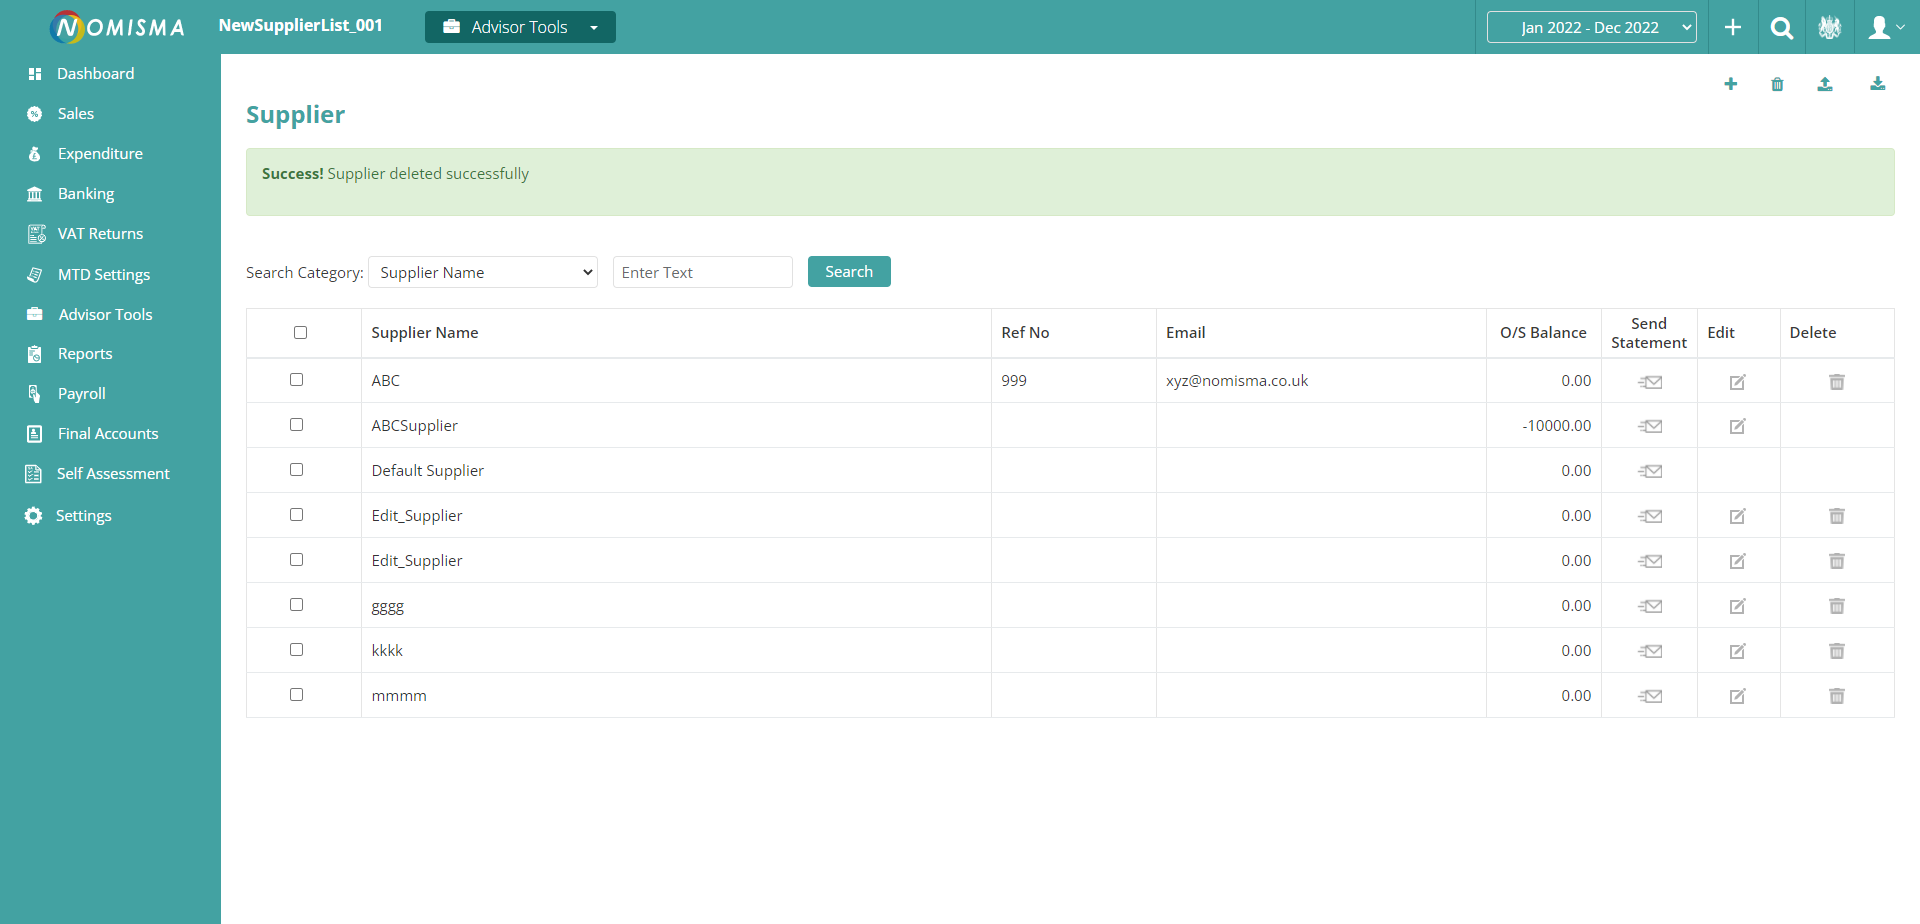 NOMISMA
NewSupplierList_001
Advisor Tools
Jan 2022 - Dec 2022
Dashboard
Sales
Expenditure
Banking
VAT Returns
MTD Settings
Advisor Tools
Reports
Payroll
Final Accounts
Self Assessment
Settings
Supplier
Success! Supplier deleted successfully
Search Category: Supplier Name Enter Text Search
Supplier Name Ref No Email O/S Balance Send Statement Edit Delete
ABC 999 xyz@nomisma.co.uk 0.00
ABCSupplier -10000.00
Default Supplier 0.00
Edit_Supplier 0.00
Edit_Supplier 0.00
gggg 0.00
kkkk 0.00
mmmm 0.00